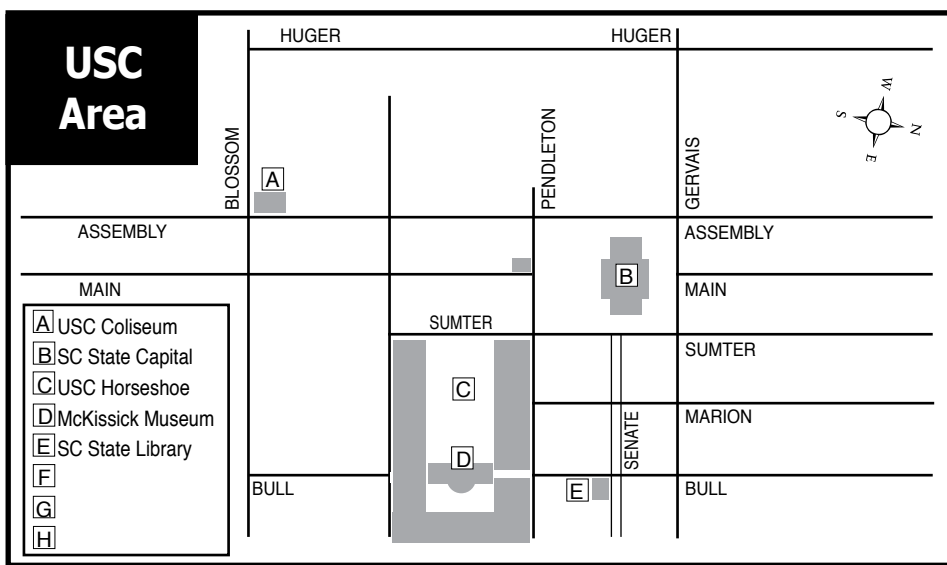 USC
Area
HUGER
HUGER
BLOSSOM
PENDLETON
GERVAIS
W
N
S
E
A
ASSEMBLY
ASSEMBLY
B
MAIN
MAIN
SUMTER
SUMTER
C
MARION
SENATE
D
BULL
E
BULL
A USC Coliseum
B SC State Capital
C USC Horseshoe
D McKissick Museum
E SC State Library
F
G
H